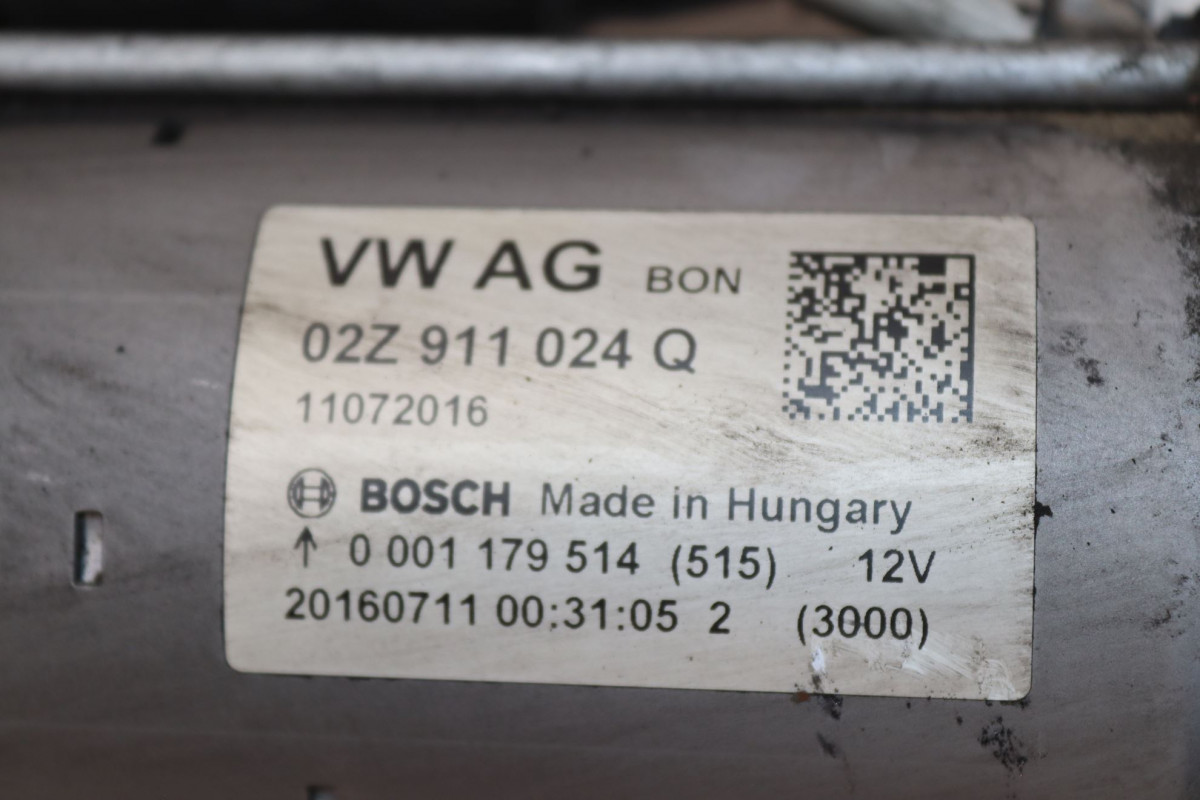 VW AG BON
02Z 911 024 Q
11072016
BOSCH Made in Hungary
↑ 0 001 179 514 (515) 12V
20160711 00:31:05 2 (3000)